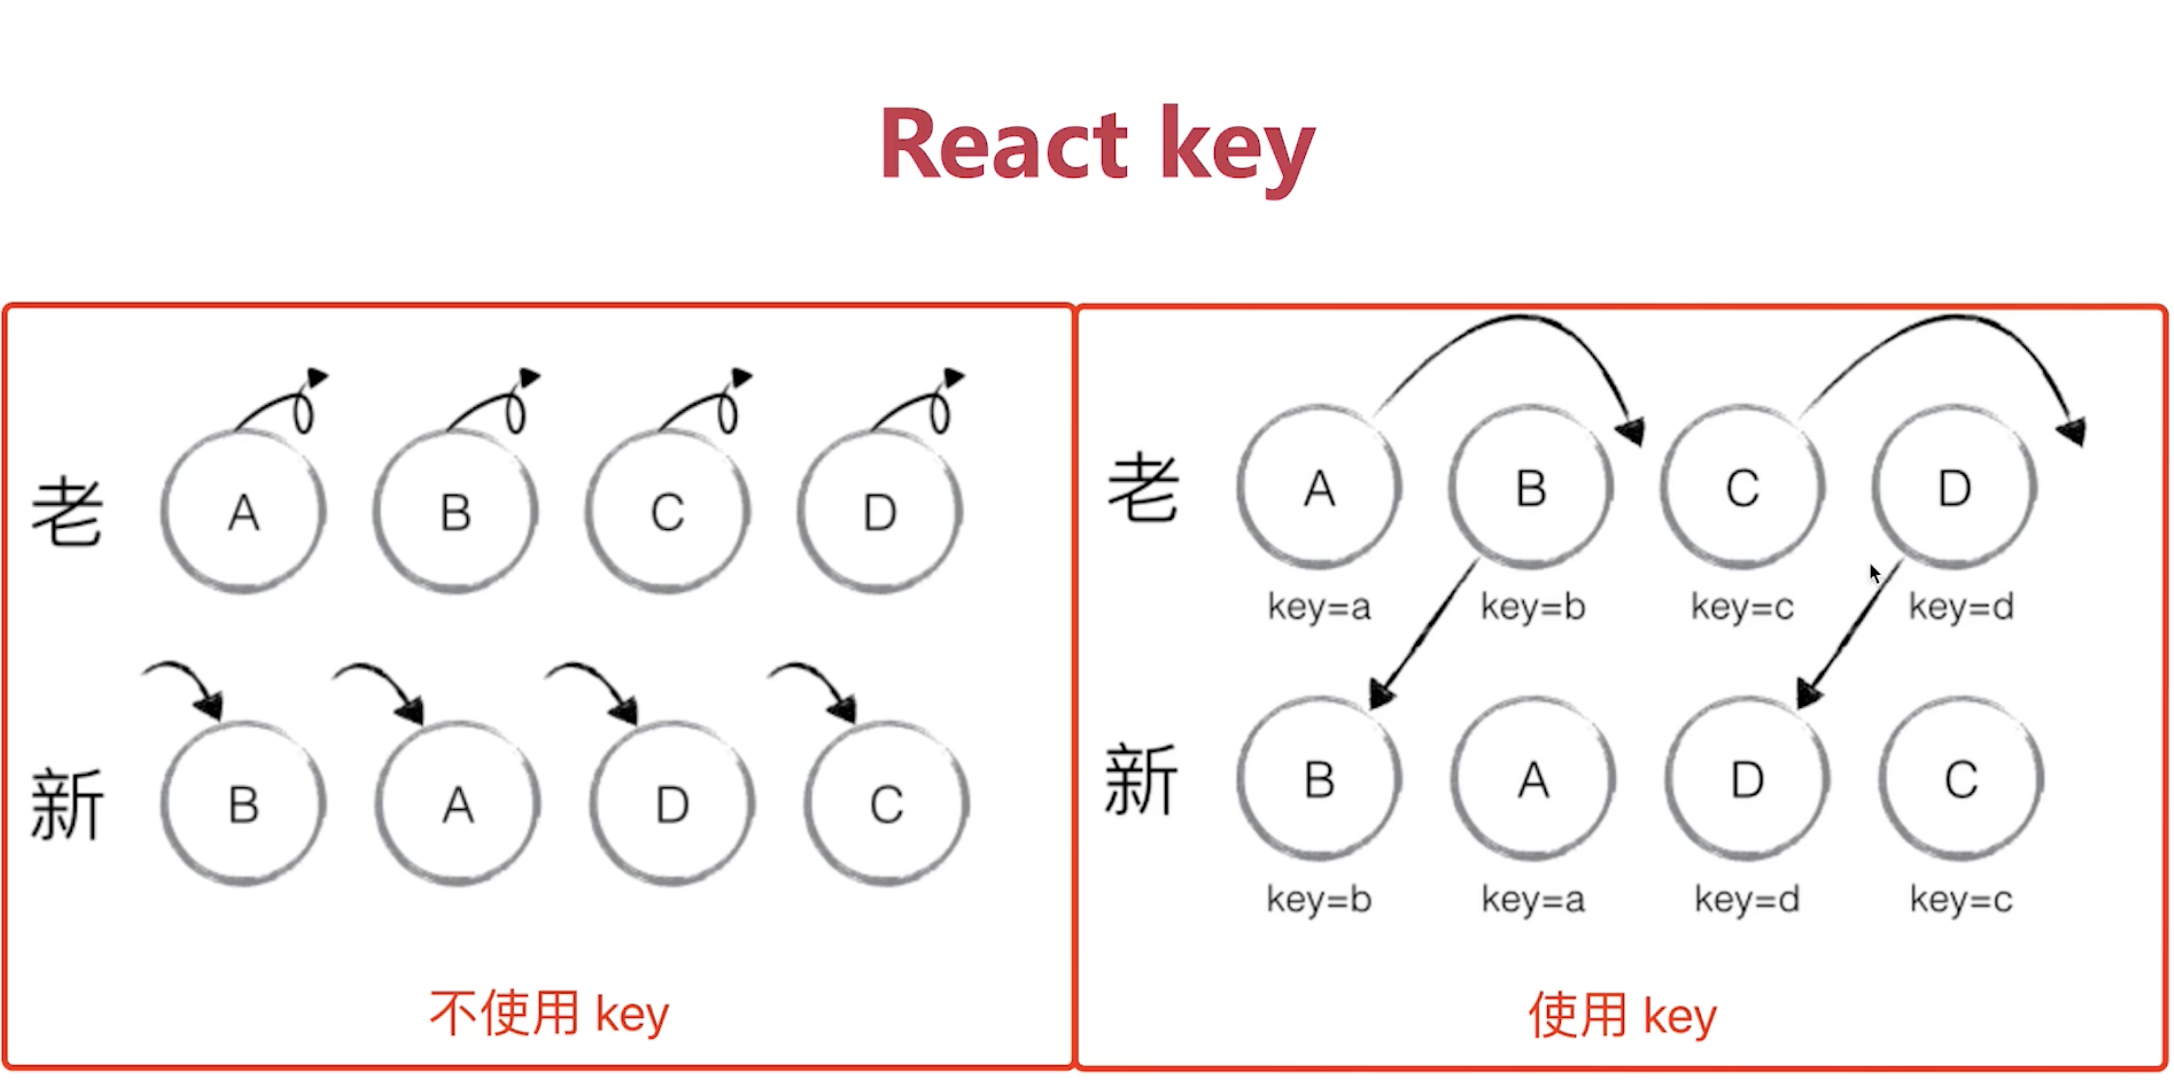 React key
老 A B C D
新 B A D C
不使用 key
老 A B C D
key=a key=b key=c key=d
新 B A D C
key=b key=a key=d key=c
使用 key